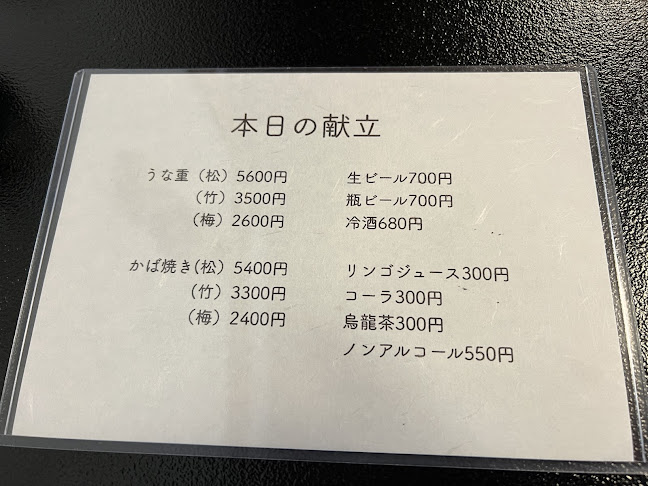 本日の献立
うな重（松）5600円
（竹）3500円
（梅）2600円
かば焼き(松）5400円
（竹）3300円
（梅）2400円
生ビール700円
瓶ビール700円
冷酒680円
リンゴジュース300円
コーラ300円
烏龍茶300円
ノンアルコール550円